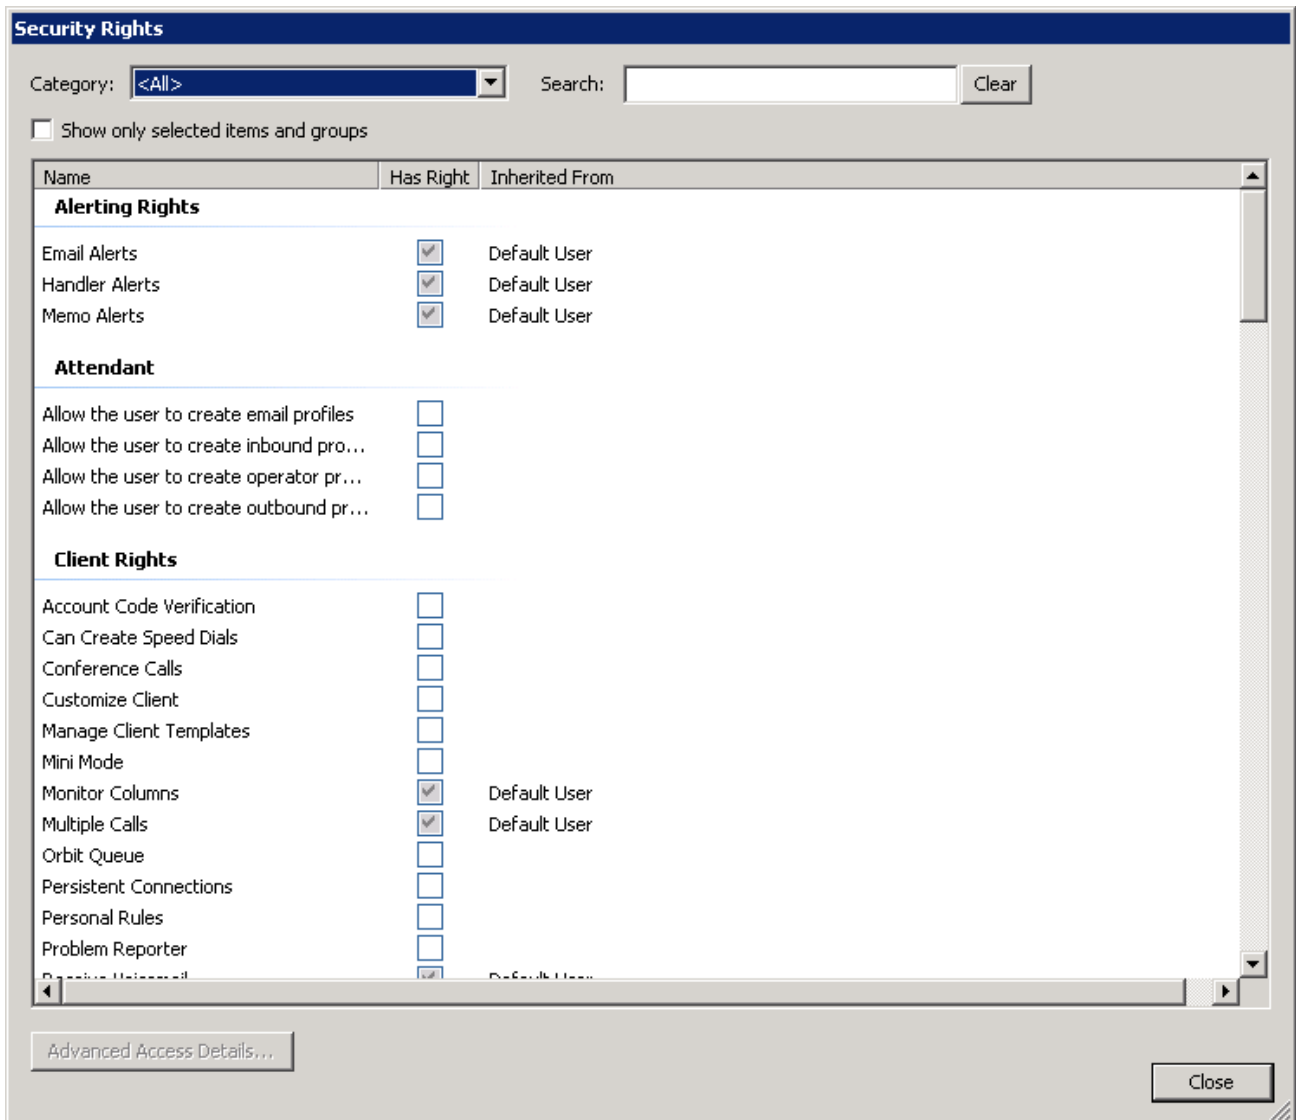 Security Rights
Category: <All> Search: Clear
Show only selected items and groups
Name Has Right Inherited From
Alerting Rights
Email Alerts Default User
Handler Alerts Default User
Memo Alerts Default User
Attendant
Allow the user to create email profiles
Allow the user to create inbound pro...
Allow the user to create operator pr...
Allow the user to create outbound pr...
Client Rights
Account Code Verification
Can Create Speed Dials
Conference Calls
Customize Client
Manage Client Templates
Mini Mode
Monitor Columns Default User
Multiple Calls Default User
Orbit Queue
Persistent Connections
Personal Rules
Problem Reporter
Receive Voicemail Default User
Advanced Access Details...
Close